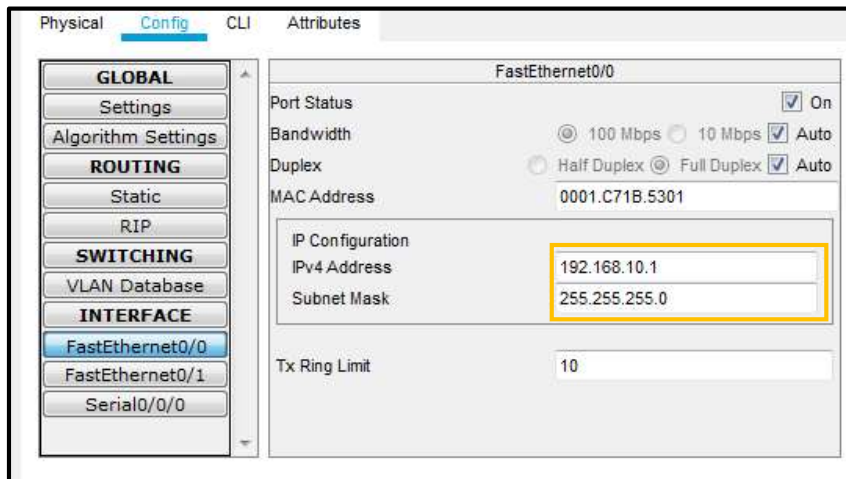 Physical Config CLI Attributes
GLOBAL
Settings
Algorithm Settings
ROUTING
Static
RIP
SWITCHING
VLAN Database
INTERFACE
FastEthernet0/0
FastEthernet0/1
Serial0/0/0
FastEthernet0/0
Port Status On
Bandwidth 100 Mbps 10 Mbps Auto
Duplex Half Duplex Full Duplex Auto
MAC Address 0001.C71B.5301
IP Configuration
IPv4 Address 192.168.10.1
Subnet Mask 255.255.255.0
Tx Ring Limit 10